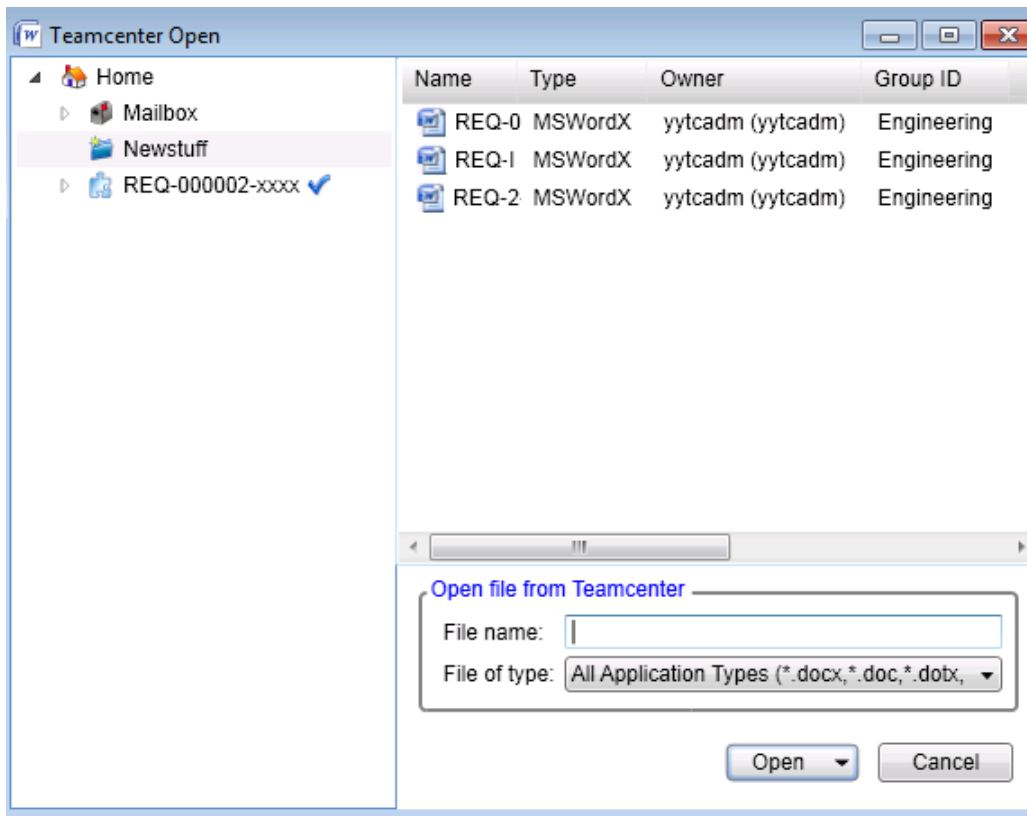 Teamcenter Open
Home
Mailbox
Newstuff
REQ-000002-xxxx
Name Type Owner Group ID
REQ-0 MSWordX yytcadm (yytcadm) Engineering
REQ-I MSWordX yytcadm (yytcadm) Engineering
REQ-2 MSWordX yytcadm (yytcadm) Engineering
Open file from Teamcenter
File name:
File of type: All Application Types (*.docx,*.doc,*.dotx,
Open Cancel